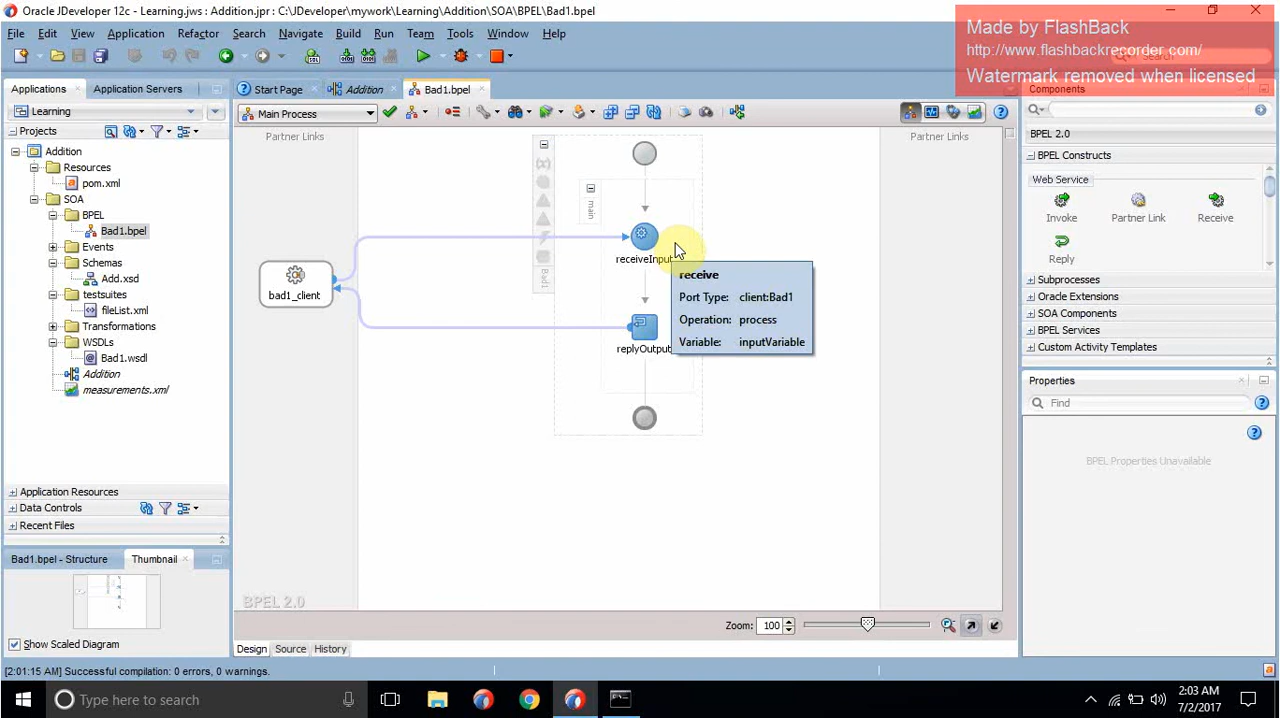 Oracle JDeveloper 12c - Learning.jws : Addition.jpr : C:\JDeveloper\mywork\Learning\Addition\SOA\BPEL\Bad1.bpel
Made by FlashBack
http://www.flashbackrecorder.com/
Watermark removed when licensed
File Edit View Application Refactor Search Navigate Build Run Team Tools Window Help
Search
Applications
Application Servers
Start Page
Addition
Bad1.bpel
Components
Learning
Main Process
Projects
Partner Links
Partner Links
BPEL 2.0
Addition
BPEL Constructs
Resources
Web Service
pom.xml
SOA
main
Invoke
Partner Link
Receive
BPEL
Bad1.bpel
Events
receiveInput
Reply
Schemas
Bad1
receive
Add.xsd
bad1_client
Subprocesses
testsuites
Port Type: client:Bad1
Oracle Extensions
fileList.xml
Operation: process
SOA Components
Transformations
Variable: inputVariable
BPEL Services
WSDLs
replyOutput
Custom Activity Templates
Bad1.wsdl
Addition
Properties
measurements.xml
Find
BPEL Properties Unavailable
Application Resources
Data Controls
Recent Files
Bad1.bpel - Structure
Thumbnail
BPEL 2.0
Zoom: 100
Show Scaled Diagram
Design Source History
[2:01:15 AM] Successful compilation: 0 errors, 0 warnings.
Type here to search
2:03 AM
7/2/2017